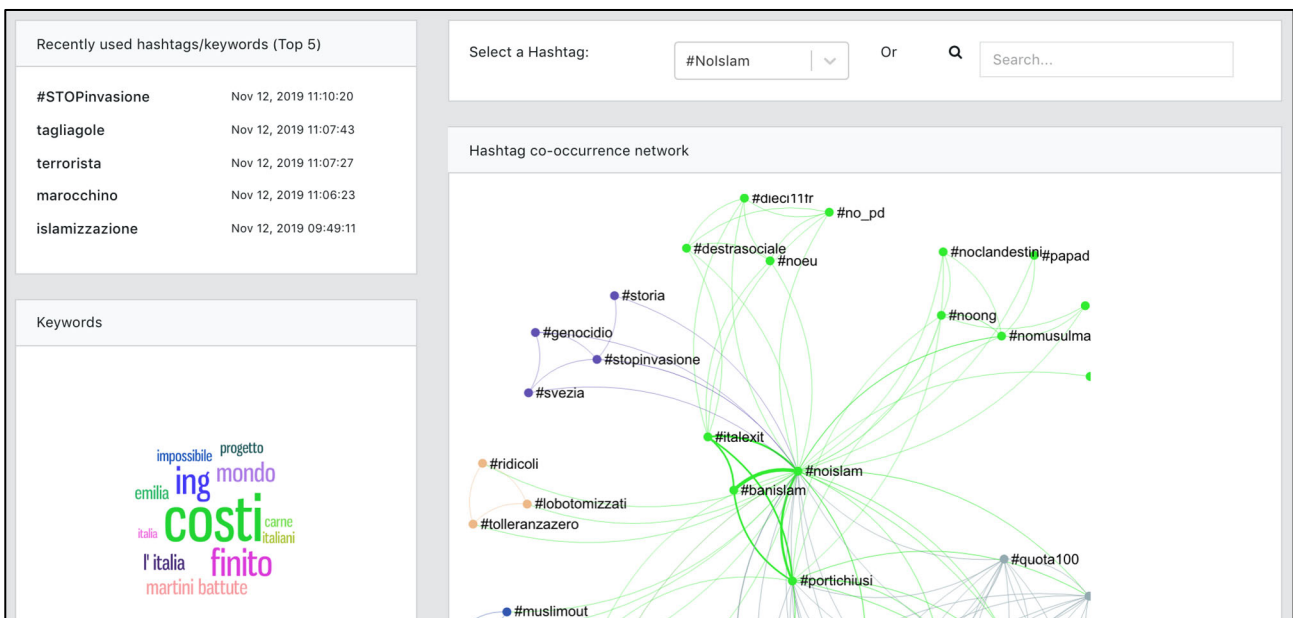 Recently used hashtags/keywords (Top 5)
#STOPinvasione Nov 12, 2019 11:10:20
tagliagole Nov 12, 2019 11:07:43
terrorista Nov 12, 2019 11:07:27
marocchino Nov 12, 2019 11:06:23
islamizzazione Nov 12, 2019 09:49:11
Keywords
impossibile progetto
ing mondo
emilia
costi
italia
carne
italiani
l' italia finito
martini battute
Select a Hashtag: #NoIslam Or Search...
Hashtag co-occurrence network
#dieci11fr
#no_pd
#destrasociale
#noeu
#noclandestini
#papad
#storia
#noong
#genocidio
#nomusulma
#stopinvasione
#svezia
#italexit
#ridicoli
#noislam
#banislam
#lobotomizzati
#tolleranzazero
#quota100
#portichiusi
#muslimout